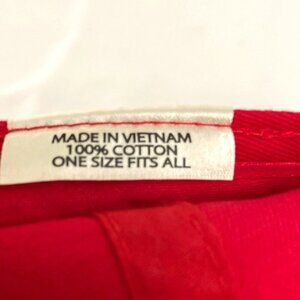 MADE IN VIETNAM
100% COTTON
ONE SIZE FITS ALL